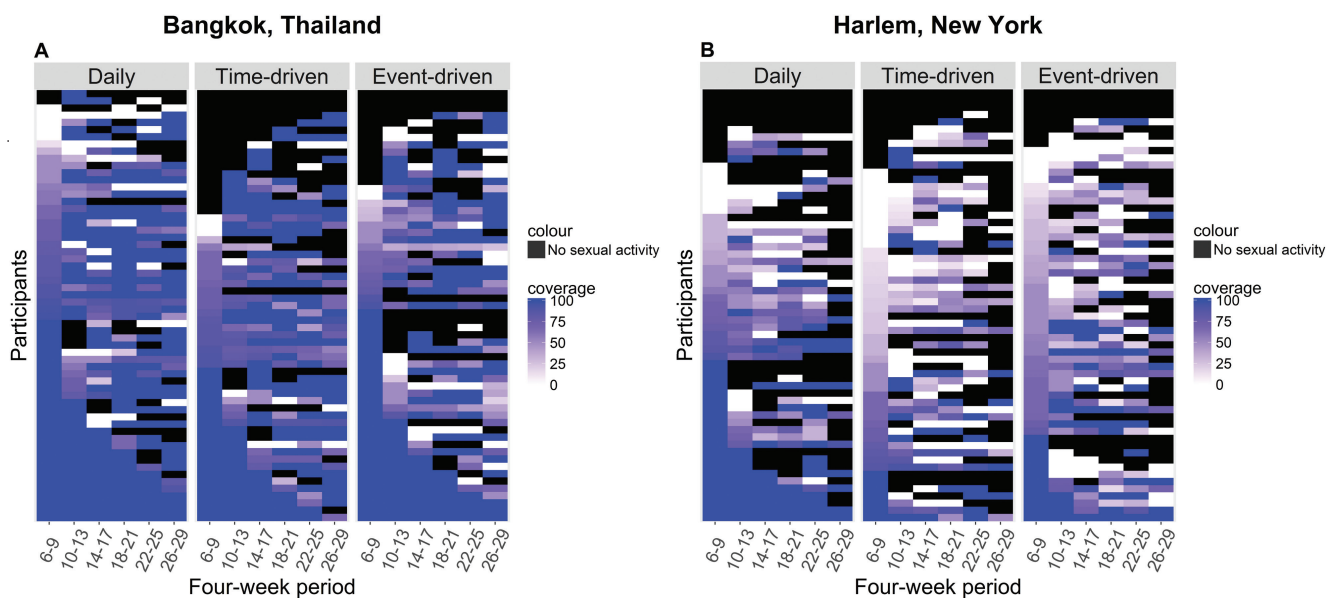 Bangkok, Thailand
A
Daily
Time-driven
Event-driven
Participants
6-9
10-13
14-17
18-21
22-25
26-29
6-9
10-13
14-17
18-21
22-25
26-29
6-9
10-13
14-17
18-21
22-25
26-29
Four-week period
colour
No sexual activity
coverage
100
75
50
25
0
Harlem, New York
B
Daily
Time-driven
Event-driven
Participants
6-9
10-13
14-17
18-21
22-25
26-29
6-9
10-13
14-17
18-21
22-25
26-29
6-9
10-13
14-17
18-21
22-25
26-29
Four-week period
colour
No sexual activity
coverage
100
75
50
25
0